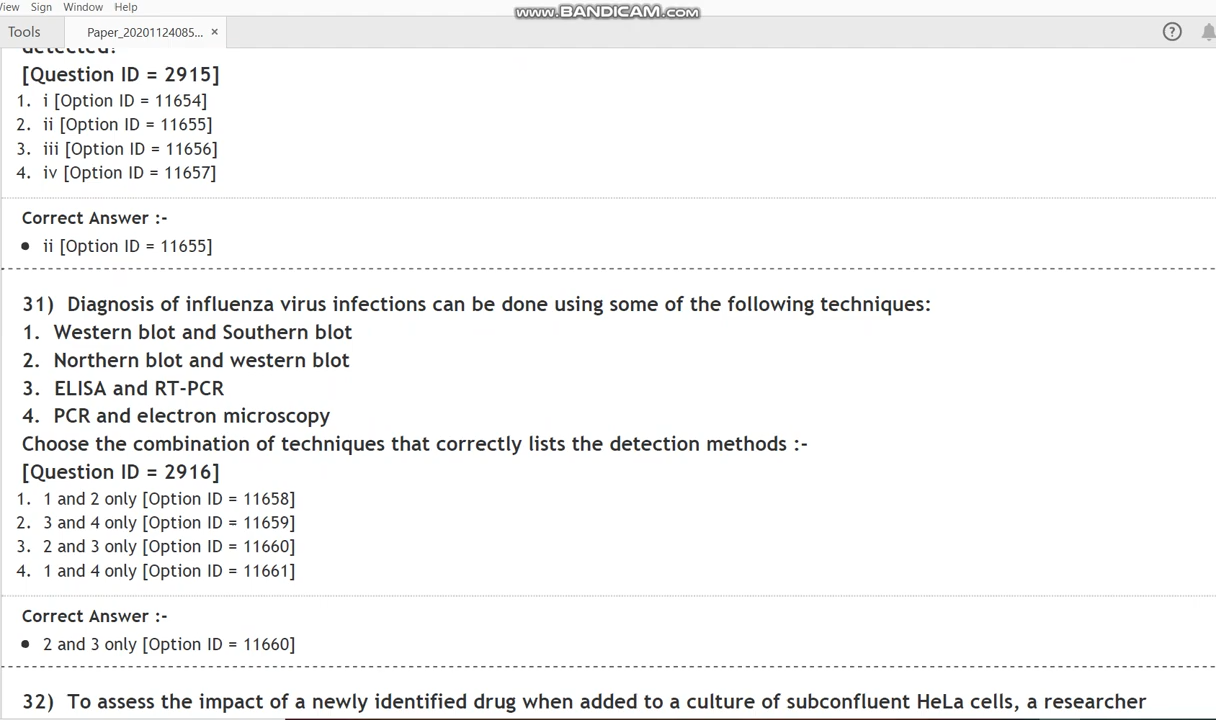 View Sign Window Help
www.BANDICAM.com
Tools Paper_20201124085... ×
detected?
[Question ID = 2915]
1. i [Option ID = 11654]
2. ii [Option ID = 11655]
3. iii [Option ID = 11656]
4. iv [Option ID = 11657]
Correct Answer :-
• ii [Option ID = 11655]
31) Diagnosis of influenza virus infections can be done using some of the following techniques:
1. Western blot and Southern blot
2. Northern blot and western blot
3. ELISA and RT-PCR
4. PCR and electron microscopy
Choose the combination of techniques that correctly lists the detection methods :-
[Question ID = 2916]
1. 1 and 2 only [Option ID = 11658]
2. 3 and 4 only [Option ID = 11659]
3. 2 and 3 only [Option ID = 11660]
4. 1 and 4 only [Option ID = 11661]
Correct Answer :-
• 2 and 3 only [Option ID = 11660]
32) To assess the impact of a newly identified drug when added to a culture of subconfluent HeLa cells, a researcher